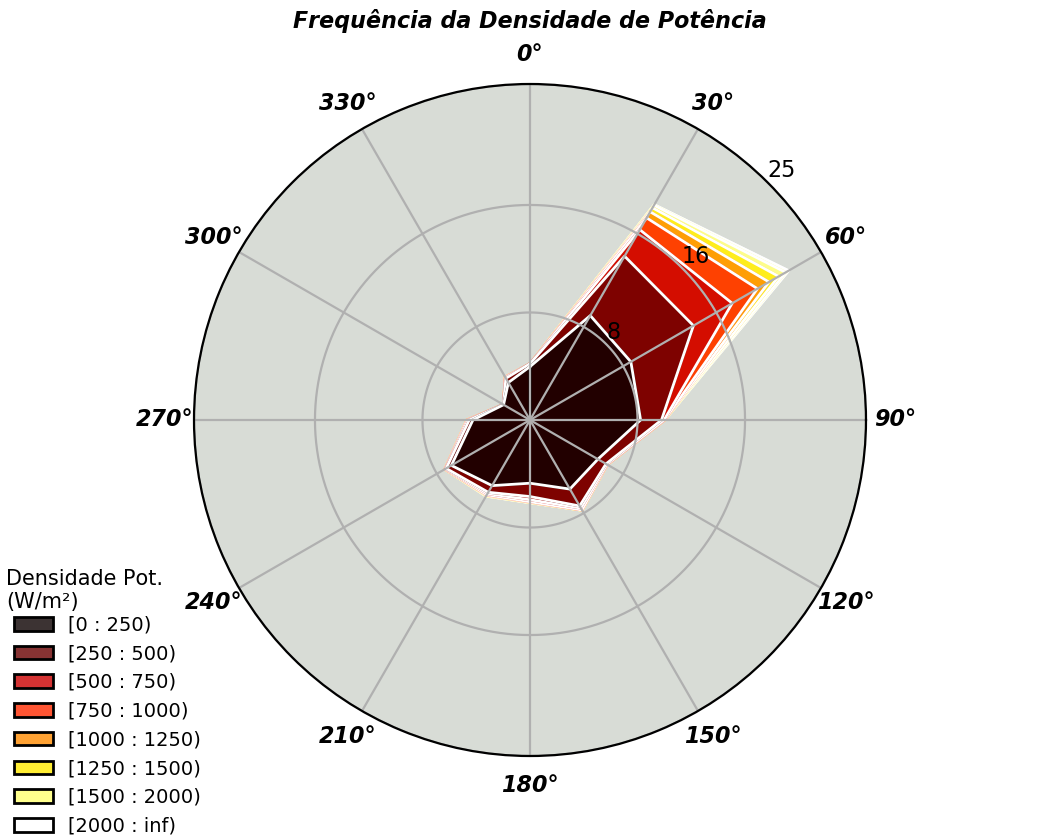 Frequência da Densidade de Potência
0°
330°
30°
25
300°
60°
16
8
270°
90°
240°
120°
210°
150°
180°
Densidade Pot.
(W/m²)
[0 : 250)
[250 : 500)
[500 : 750)
[750 : 1000)
[1000 : 1250)
[1250 : 1500)
[1500 : 2000)
[2000 : inf)